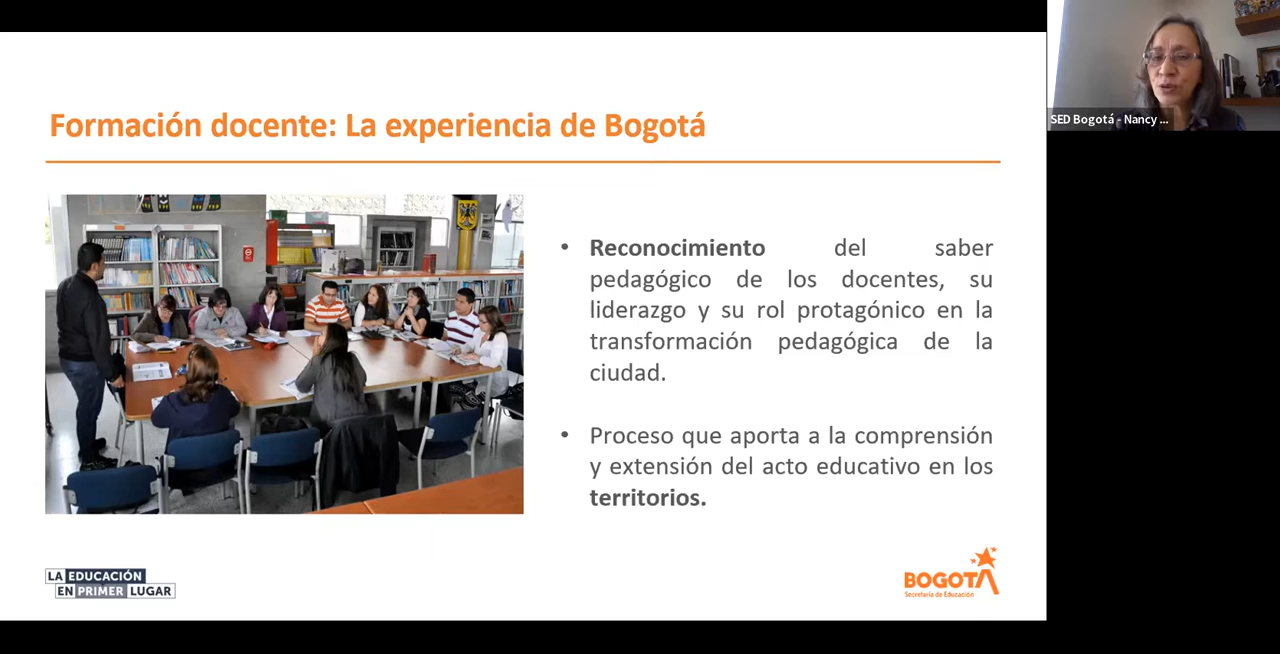 Formación docente: La experiencia de Bogotá
• Reconocimiento del saber
pedagógico de los docentes, su
liderazgo y su rol protagónico en la
transformación pedagógica de la
ciudad.
• Proceso que aporta a la comprensión
y extensión del acto educativo en los
territorios.
LA EDUCACIÓN
EN PRIMER LUGAR
BOGOTÁ
Secretaría de Educación
SED Bogotá - Nancy ...